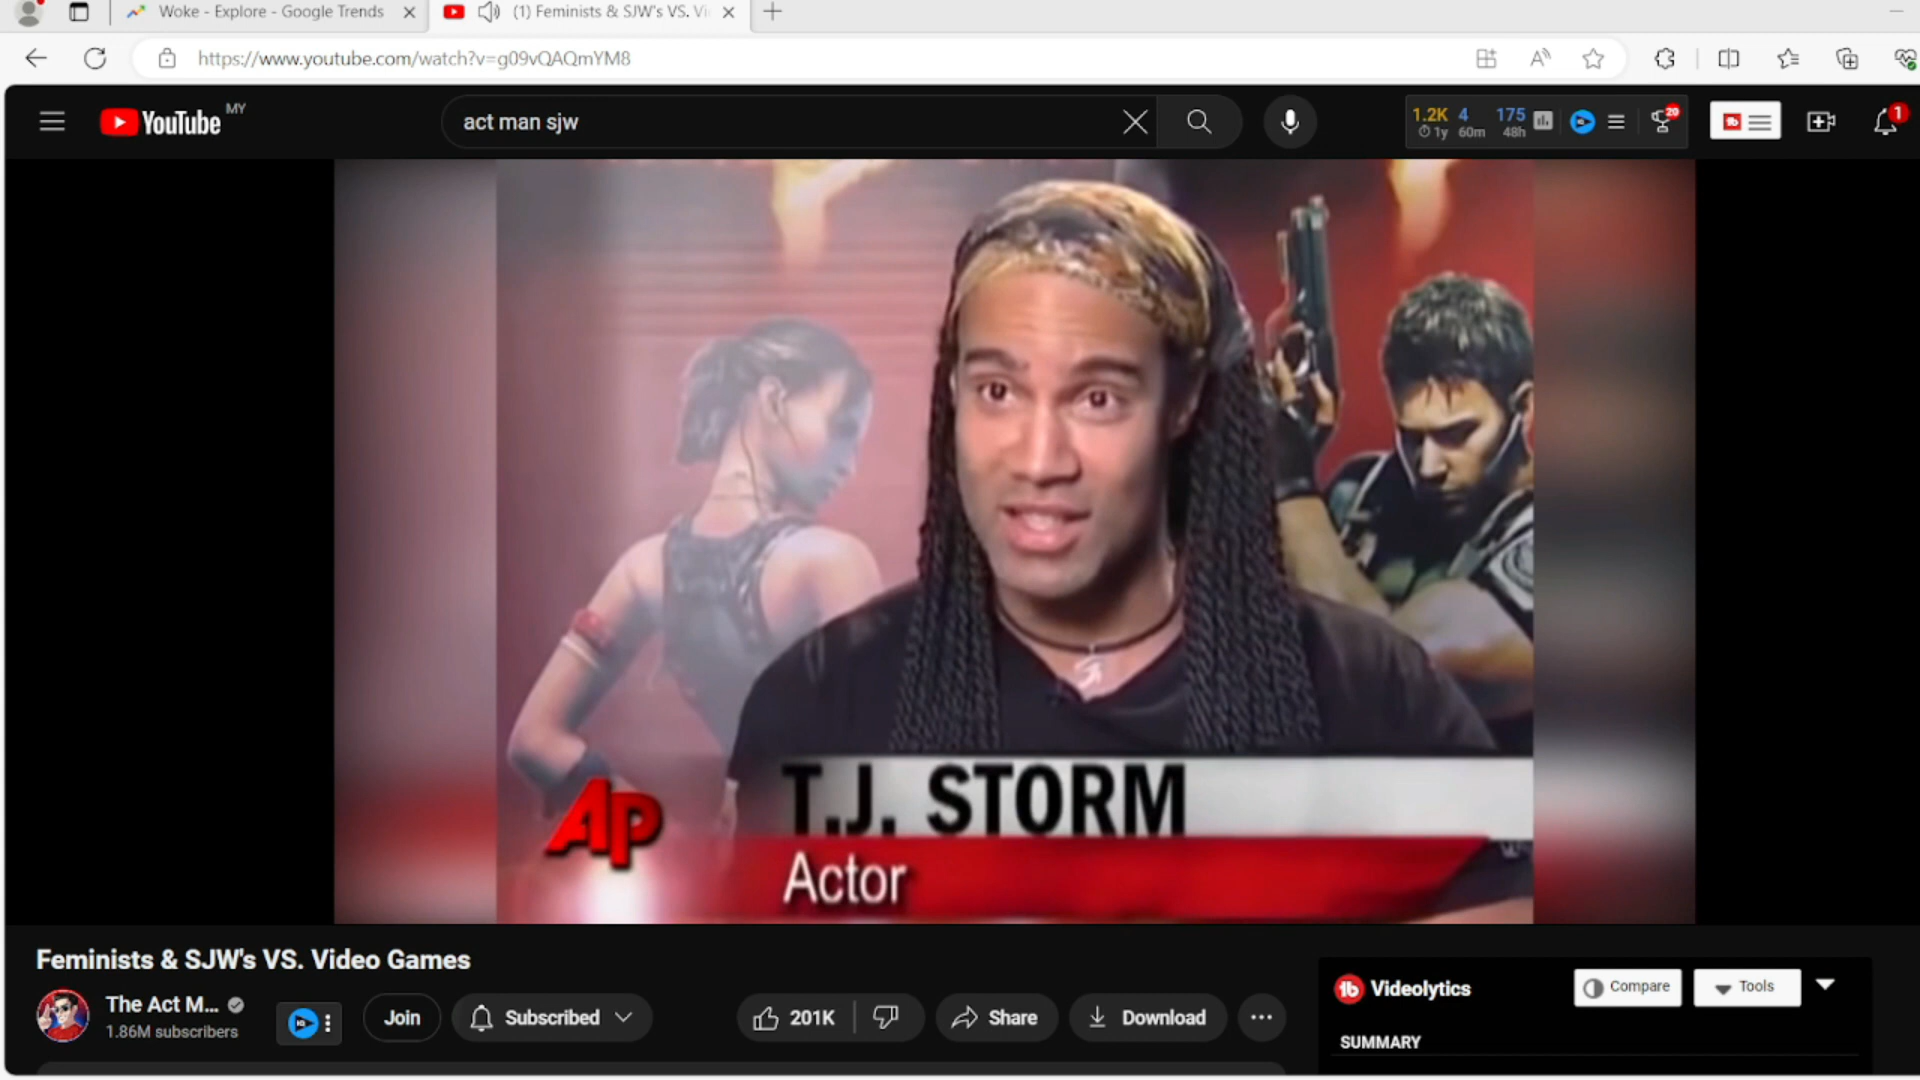 Woke - Explore - Google Trends
(1) Feminists & SJW's VS. Vi
https://www.youtube.com/watch?v=g09vQAQmYM8
YouTube MY
act man sjw
1.2K 4 175
1y 60m 48h
20
1
T.J. STORM
AP
Actor
Feminists & SJW's VS. Video Games
The Act M...
1.86M subscribers
Join
Subscribed
201K
Share
Download
Videolytics
Compare
Tools
SUMMARY